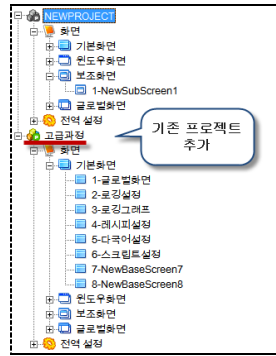 NEWPROJECT
화면
기본화면
윈도우화면
보조화면
1-NewSubScreen1
글로벌화면
전역 설정
고급과정
화면
기본화면
1-글로벌화면
2-로깅설정
3-로깅그래프
4-레시피설정
5-다국어설정
6-스크립트설정
7-NewBaseScreen7
8-NewBaseScreen8
윈도우화면
보조화면
글로벌화면
전역 설정
기존 프로젝트
추가